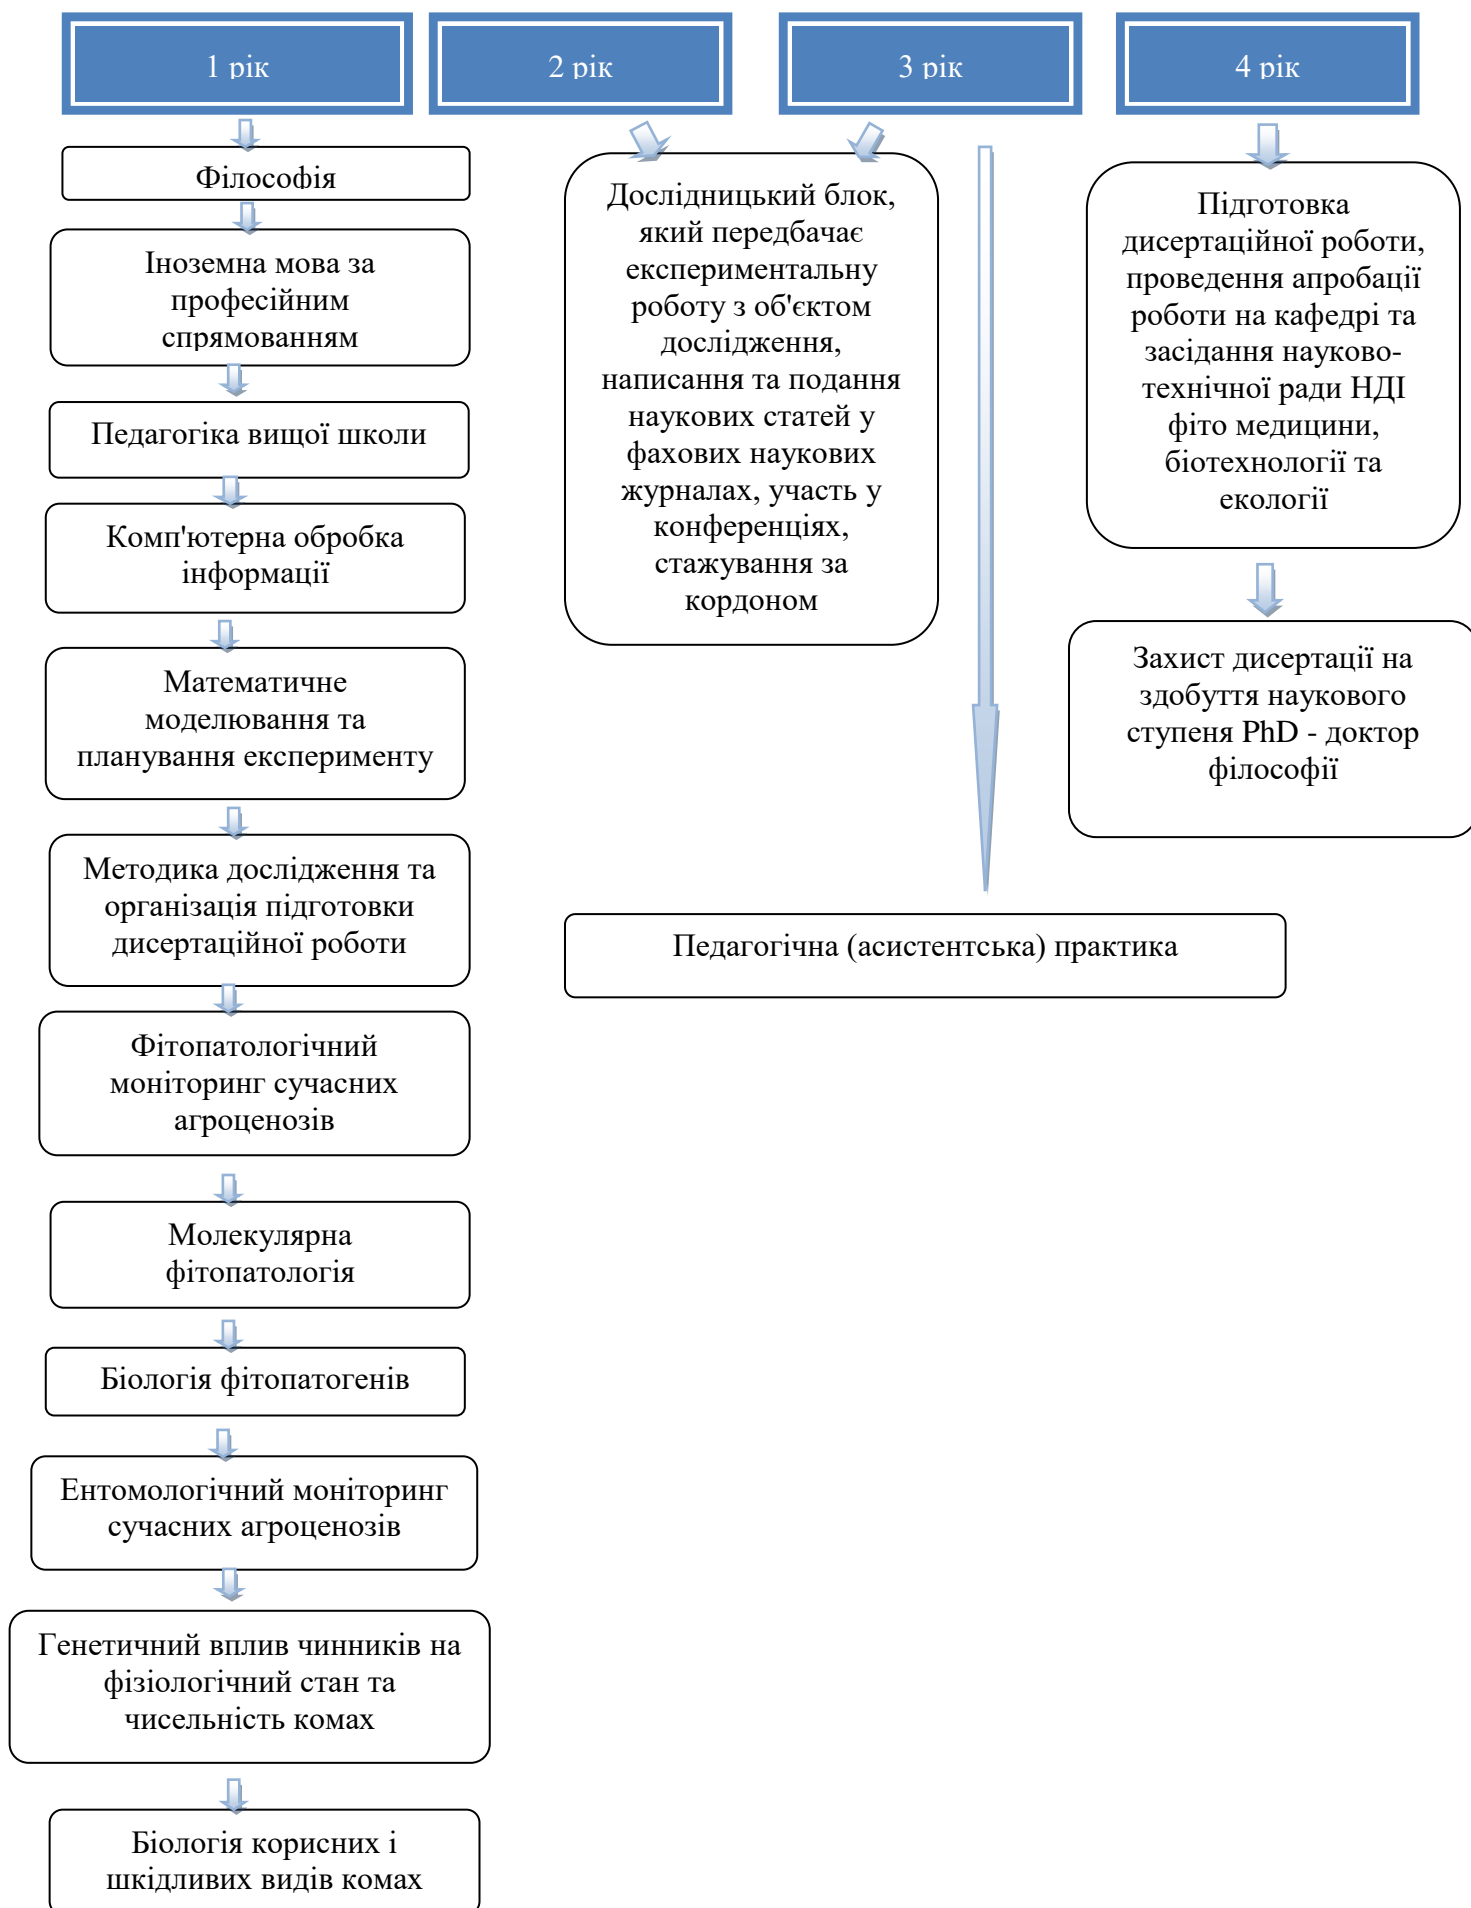 1 рік
2 рік
3 рік
4 рік
Філософія
Іноземна мова за
професійним
спрямованням
Педагогіка вищої школи
Комп'ютерна обробка
інформації
Математичне
моделювання та
планування експерименту
Методика дослідження та
організація підготовки
дисертаційної роботи
Фітопатологічний
моніторинг сучасних
агроценозів
Молекулярна
фітопатологія
Біологія фітопатогенів
Ентомологічний моніторинг
сучасних агроценозів
Генетичний вплив чинників на
фізіологічний стан та
чисельність комах
Біологія корисних і
шкідливих видів комах
Дослідницький блок,
який передбачає
експериментальну
роботу з об'єктом
дослідження,
написання та подання
наукових статей у
фахових наукових
журналах, участь у
конференціях,
стажування за
кордоном
Педагогічна (асистентська) практика
Підготовка
дисертаційної роботи,
проведення апробації
роботи на кафедрі та
засідання науково-
технічної ради НДІ
фіто медицини,
біотехнології та
екології
Захист дисертації на
здобуття наукового
ступеня PhD - доктор
філософії